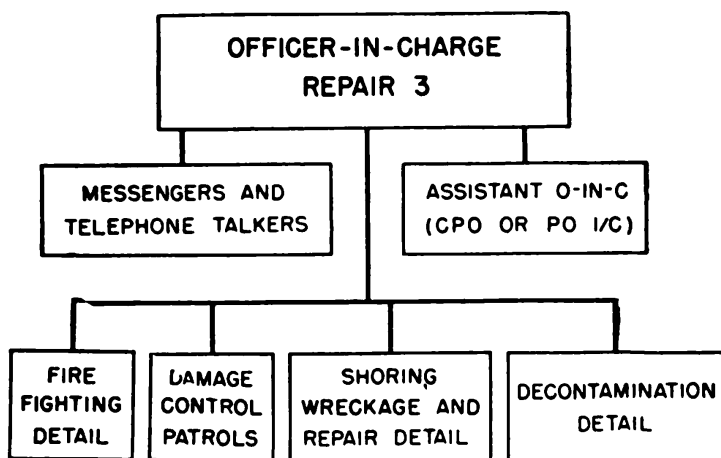 OFFICER-IN-CHARGE
REPAIR 3
MESSENGERS AND
TELEPHONE TALKERS
ASSISTANT O-IN-C
(CPO OR PO I/C)
FIRE
FIGHTING
DETAIL
DAMAGE
CONTROL
PATROLS
SHORING
WRECKAGE AND
REPAIR DETAIL
DECONTAMINATION
DETAIL